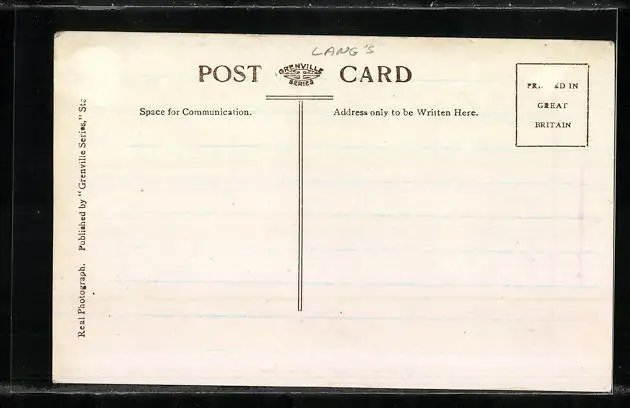 LANG'S
POST CARD
GRENVILLE
SERIES
Space for Communication.
Address only to be Written Here.
IN
GREAT
BRITAIN
Real Photograph. Published by "Grenville Series,"